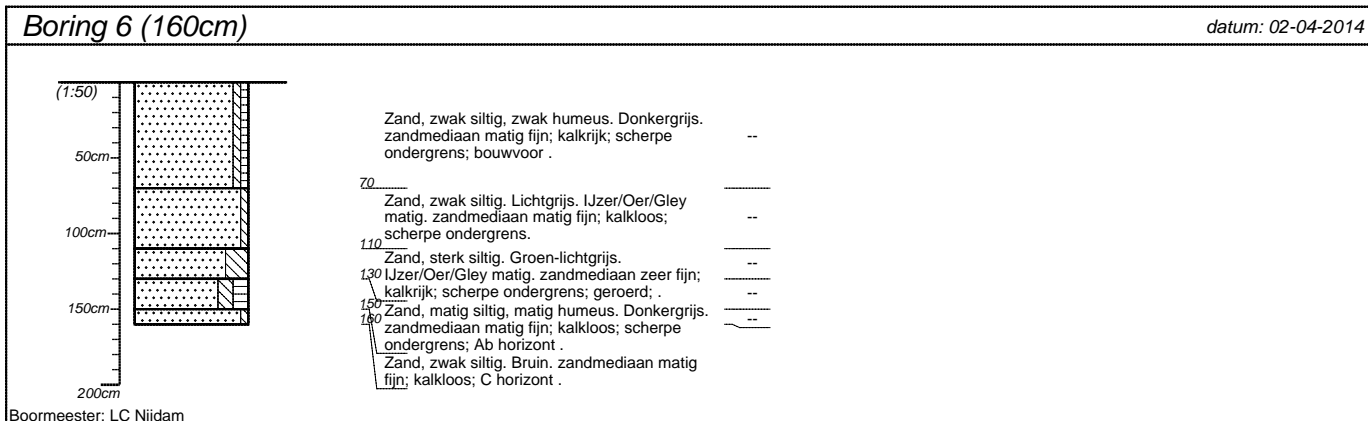 Boring 6 (160cm)
datum: 02-04-2014
(1:50)
50cm
100cm
150cm
200cm
Zand, zwak siltig, zwak humeus. Donkergrijs.
zandmediaan matig fijn; kalkrijk; scherpe
ondergrens; bouwvoor .
--
70
Zand, zwak siltig. Lichtgrijs. IJzer/Oer/Gley
matig. zandmediaan matig fijn; kalkloos;
scherpe ondergrens.
--
110
Zand, sterk siltig. Groen-lichtgrijs.
IJzer/Oer/Gley matig. zandmediaan zeer fijn;
kalkrijk; scherpe ondergrens; geroerd; .
--
130
Zand, matig siltig, matig humeus. Donkergrijs.
zandmediaan matig fijn; kalkloos; scherpe
ondergrens; Ab horizont .
--
150
Zand, zwak siltig. Bruin. zandmediaan matig
fijn; kalkloos; C horizont .
--
160
Boormeester: LC Nijdam